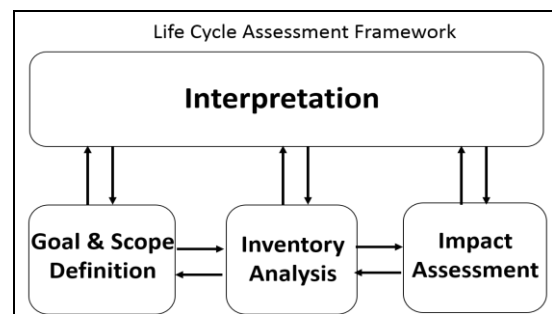 Life Cycle Assessment Framework
Interpretation
Goal & Scope
Definition
Inventory
Analysis
Impact
Assessment